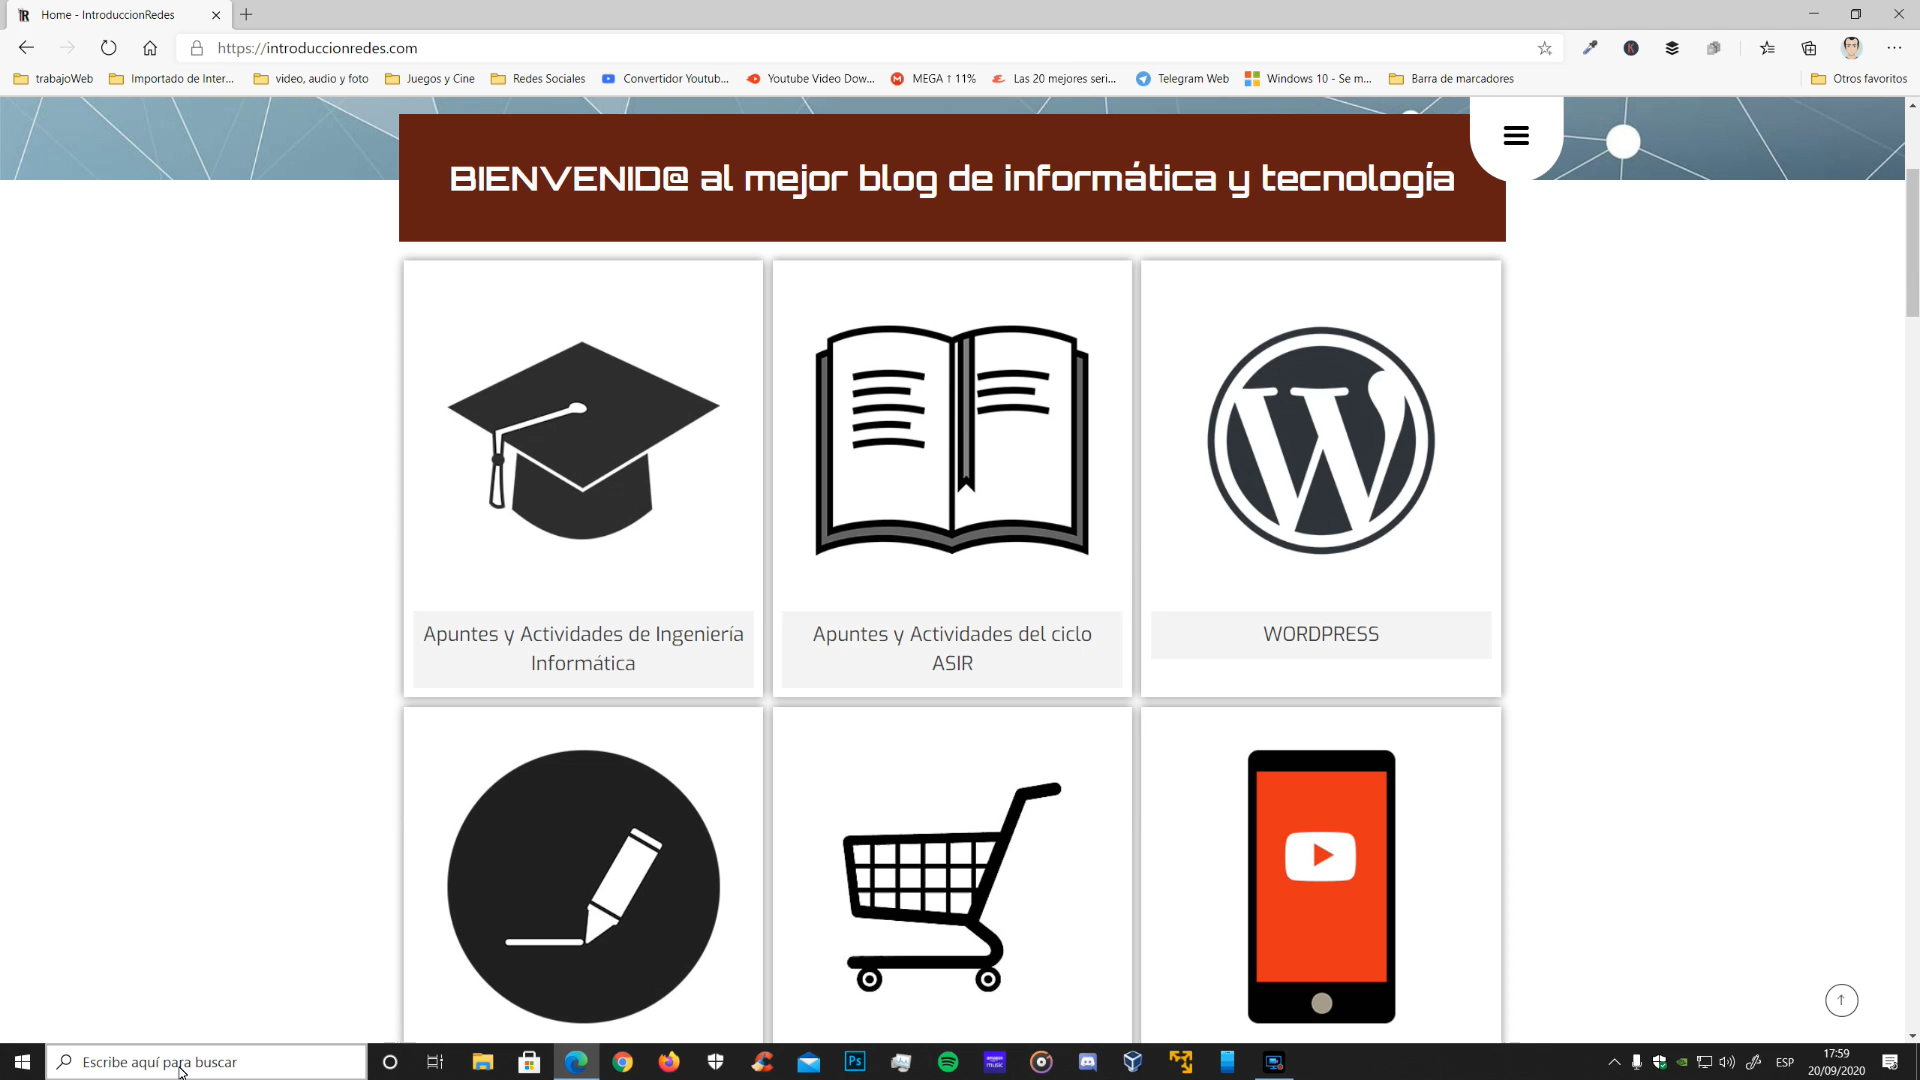 Home - IntroduccionRedes
https://introduccionredes.com
trabajoWeb
Importado de Inter...
video, audio y foto
Juegos y Cine
Redes Sociales
Convertidor Youtub...
Youtube Video Dow...
MEGA ↑ 11%
Las 20 mejores seri...
Telegram Web
Windows 10 - Se m...
Barra de marcadores
Otros favoritos
BIENVENID@ al mejor blog de informática y tecnología
Apuntes y Actividades de Ingeniería
Informática
Apuntes y Actividades del ciclo
ASIR
WORDPRESS
Escribe aquí para buscar
Ps
music
ESP
17:59
20/09/2020